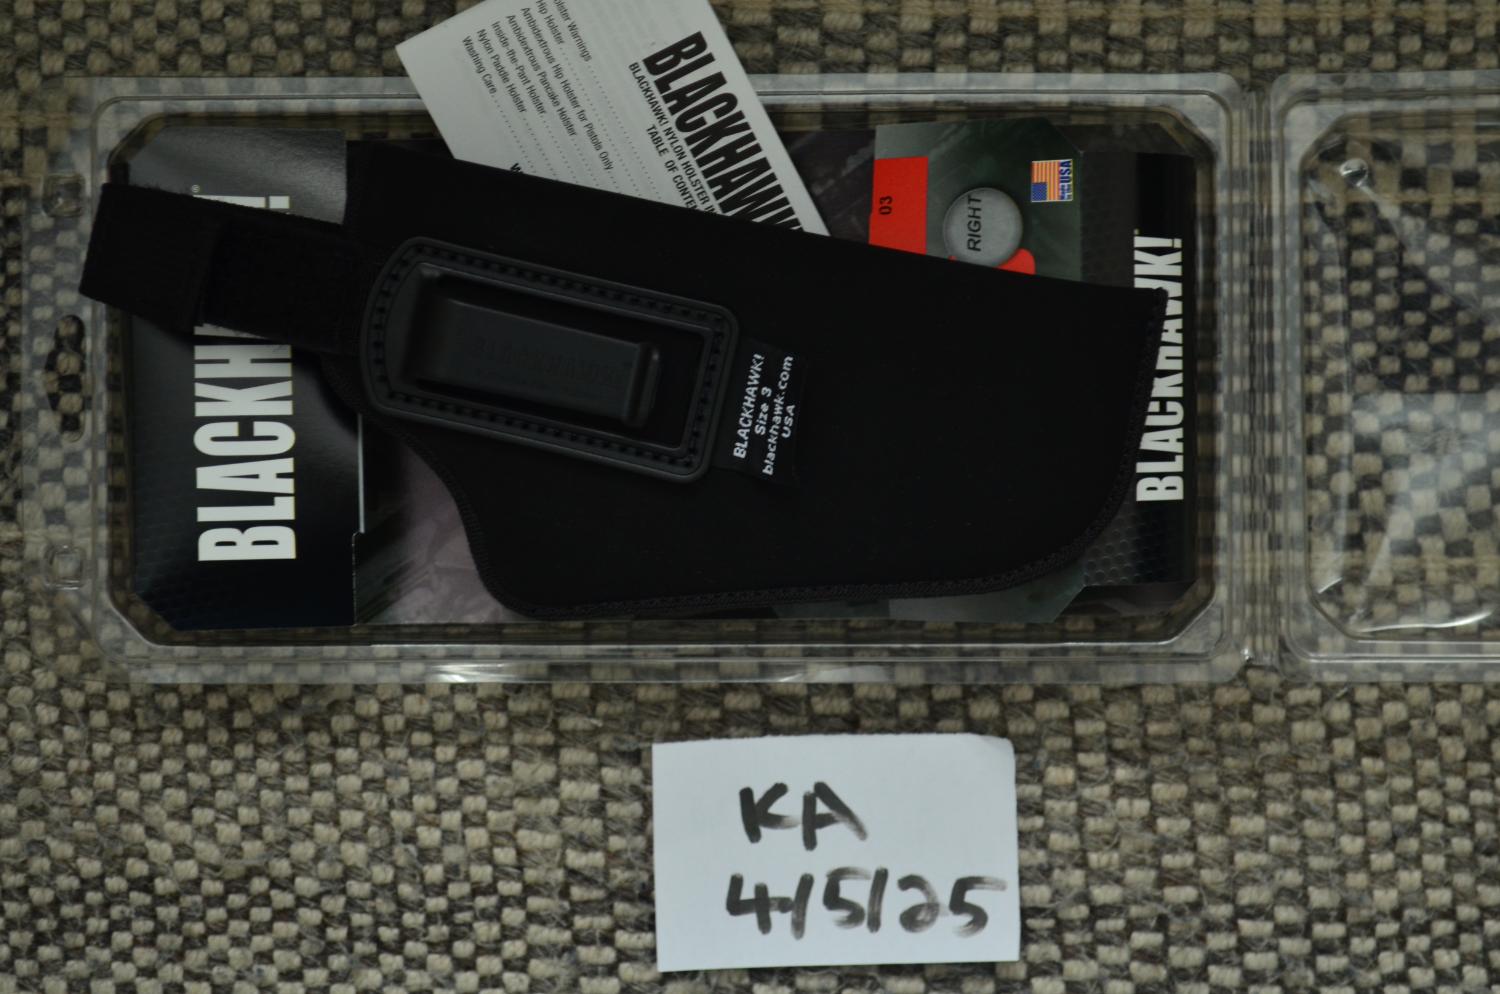 Holster Warnings
Hip Holster
Ambidextrous Hip Holster for Pistols Only
Ambidextrous Pancake Holster
Inside-the-Pant Holster
Nylon Paddle Holster
Washing Care
BLACKHAWK!
BLACKHAWK! NYLON HOLSTER
TABLE OF
BLACKHAWK!
03
RIGHT
USA
BLACKHAWK!
BLACKHAWK!
Size 3
blackhawk.com
USA
KA
4/5/25